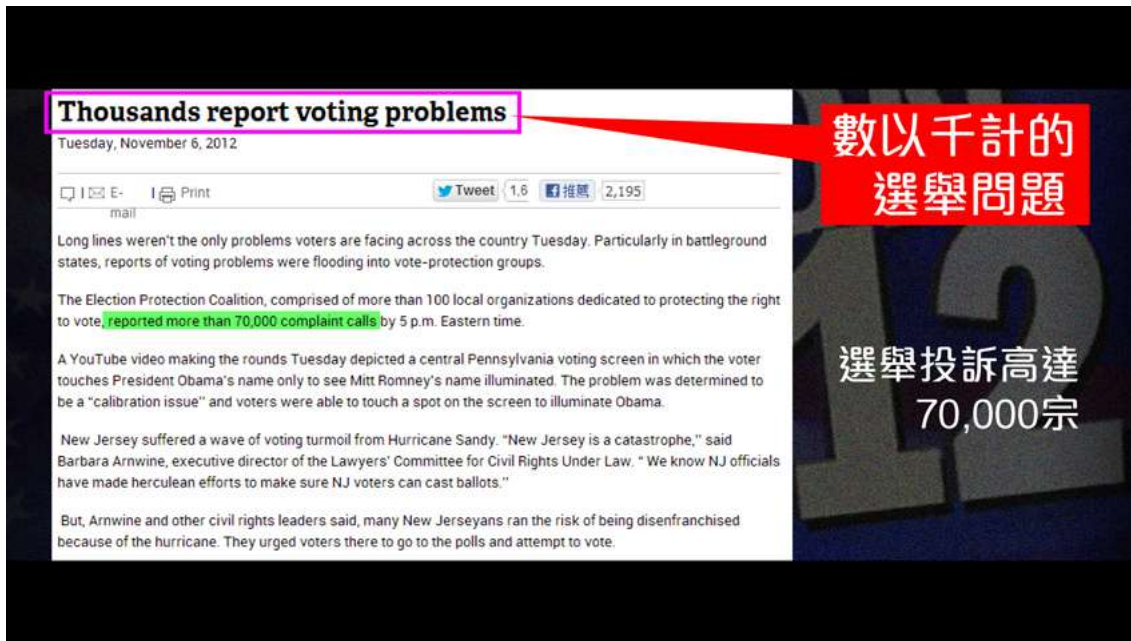 Thousands report voting problems
Tuesday, November 6, 2012
E-mail
Print
Tweet 1,6 推薦 2,195
Long lines weren't the only problems voters are facing across the country Tuesday. Particularly in battleground
states, reports of voting problems were flooding into vote-protection groups.
The Election Protection Coalition, comprised of more than 100 local organizations dedicated to protecting the right
to vote, reported more than 70,000 complaint calls by 5 p.m. Eastern time.
A YouTube video making the rounds Tuesday depicted a central Pennsylvania voting screen in which the voter
touches President Obama's name only to see Mitt Romney's name illuminated. The problem was determined to
be a "calibration issue" and voters were able to touch a spot on the screen to illuminate Obama.
New Jersey suffered a wave of voting turmoil from Hurricane Sandy. "New Jersey is a catastrophe," said
Barbara Arnwine, executive director of the Lawyers' Committee for Civil Rights Under Law. " We know NJ officials
have made herculean efforts to make sure NJ voters can cast ballots."
But, Arnwine and other civil rights leaders said, many New Jerseyans ran the risk of being disenfranchised
because of the hurricane. They urged voters there to go to the polls and attempt to vote.
數以千計的
選舉問題
選舉投訴高達
70,000宗
12